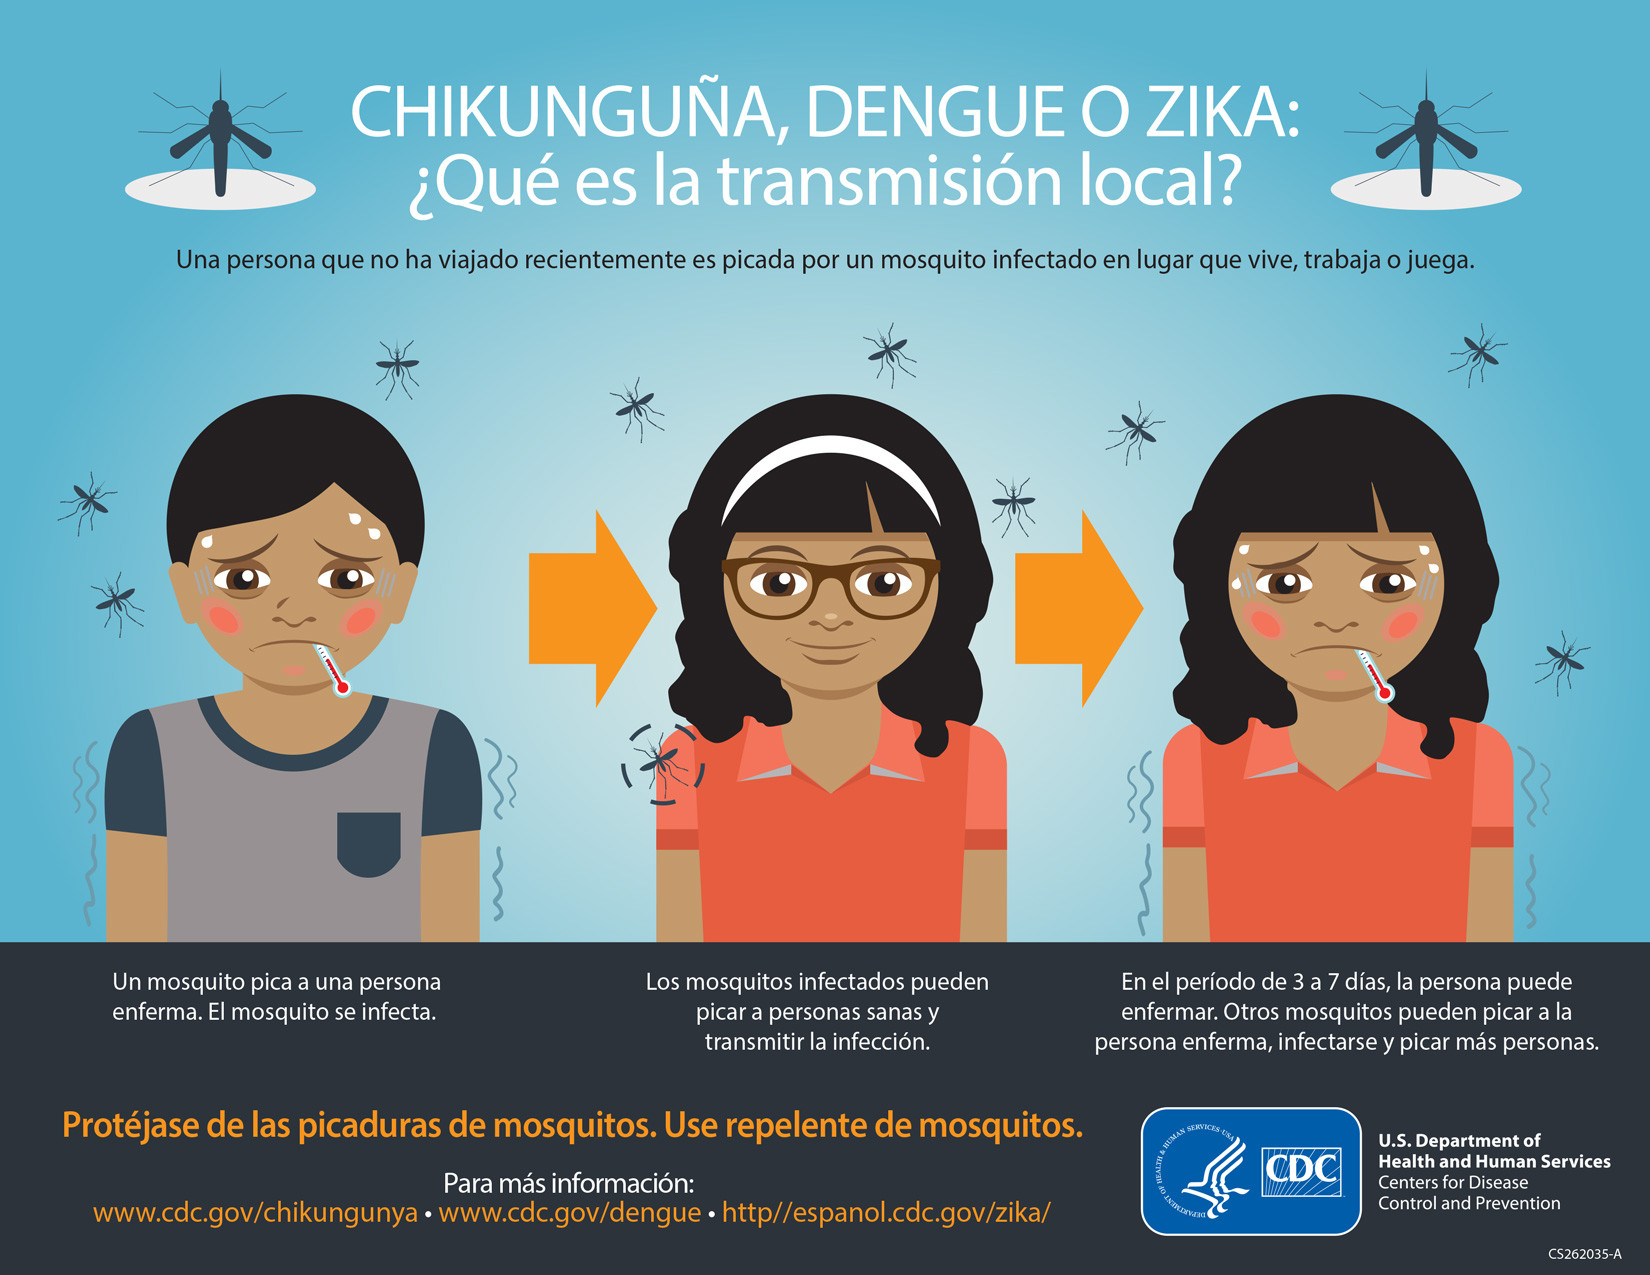 CHIKUNGUÑA, DENGUE O ZIKA:
¿Qué es la transmisión local?
Una persona que no ha viajado recientemente es picada por un mosquito infectado en lugar que vive, trabaja o juega.
Un mosquito pica a una persona
enferma. El mosquito se infecta.
Los mosquitos infectados pueden
picar a personas sanas y
transmitir la infección.
En el período de 3 a 7 días, la persona puede
enfermar. Otros mosquitos pueden picar a la
persona enferma, infectarse y picar más personas.
Protéjase de las picaduras de mosquitos. Use repelente de mosquitos.
Para más información:
www.cdc.gov/chikungunya • www.cdc.gov/dengue • http//espanol.cdc.gov/zika/
DEPARTMENT OF HEALTH & HUMAN SERVICES·USA
CDC
U.S. Department of
Health and Human Services
Centers for Disease
Control and Prevention
CS262035-A